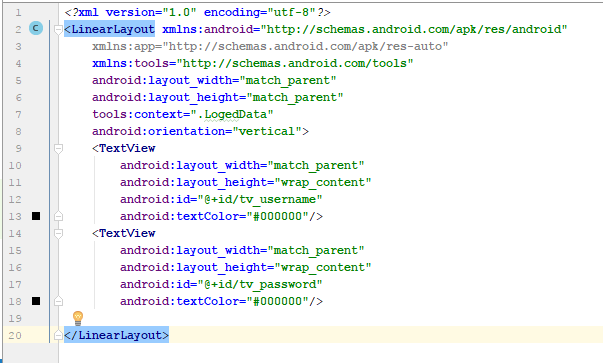 1 <?xml version="1.0" encoding="utf-8"?>
2 C <LinearLayout xmlns:android="http://schemas.android.com/apk/res/android"
3 xmlns:app="http://schemas.android.com/apk/res-auto"
4 xmlns:tools="http://schemas.android.com/tools"
5 android:layout_width="match_parent"
6 android:layout_height="match_parent"
7 tools:context=".LogedData"
8 android:orientation="vertical">
9 <TextView
10 android:layout_width="match_parent"
11 android:layout_height="wrap_content"
12 android:id="@+id/tv_username"
13 android:textColor="#000000"/>
14 <TextView
15 android:layout_width="match_parent"
16 android:layout_height="wrap_content"
17 android:id="@+id/tv_password"
18 android:textColor="#000000"/>
19
20 </LinearLayout>